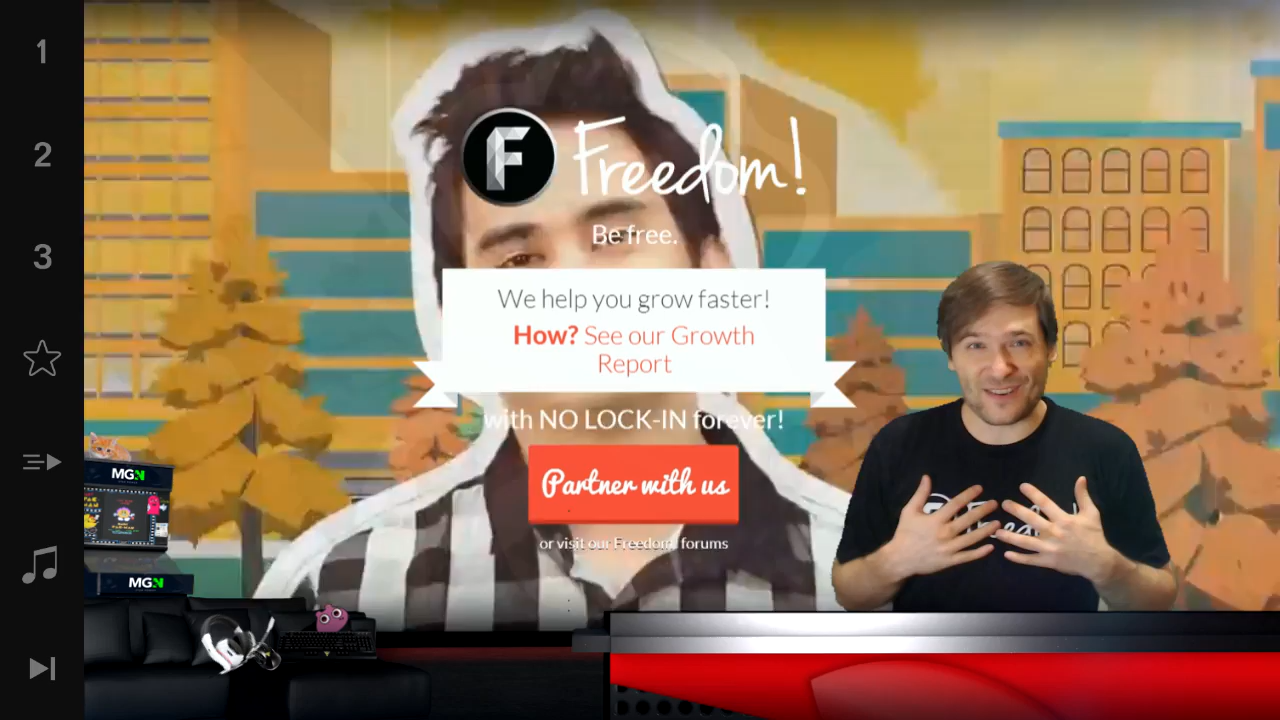 1
2
3
F
Freedom!
Be free.
We help you grow faster!
How? See our Growth
Report
with NO LOCK-IN forever!
Partner with us
or visit our Freedom! forums
MGN
MGN